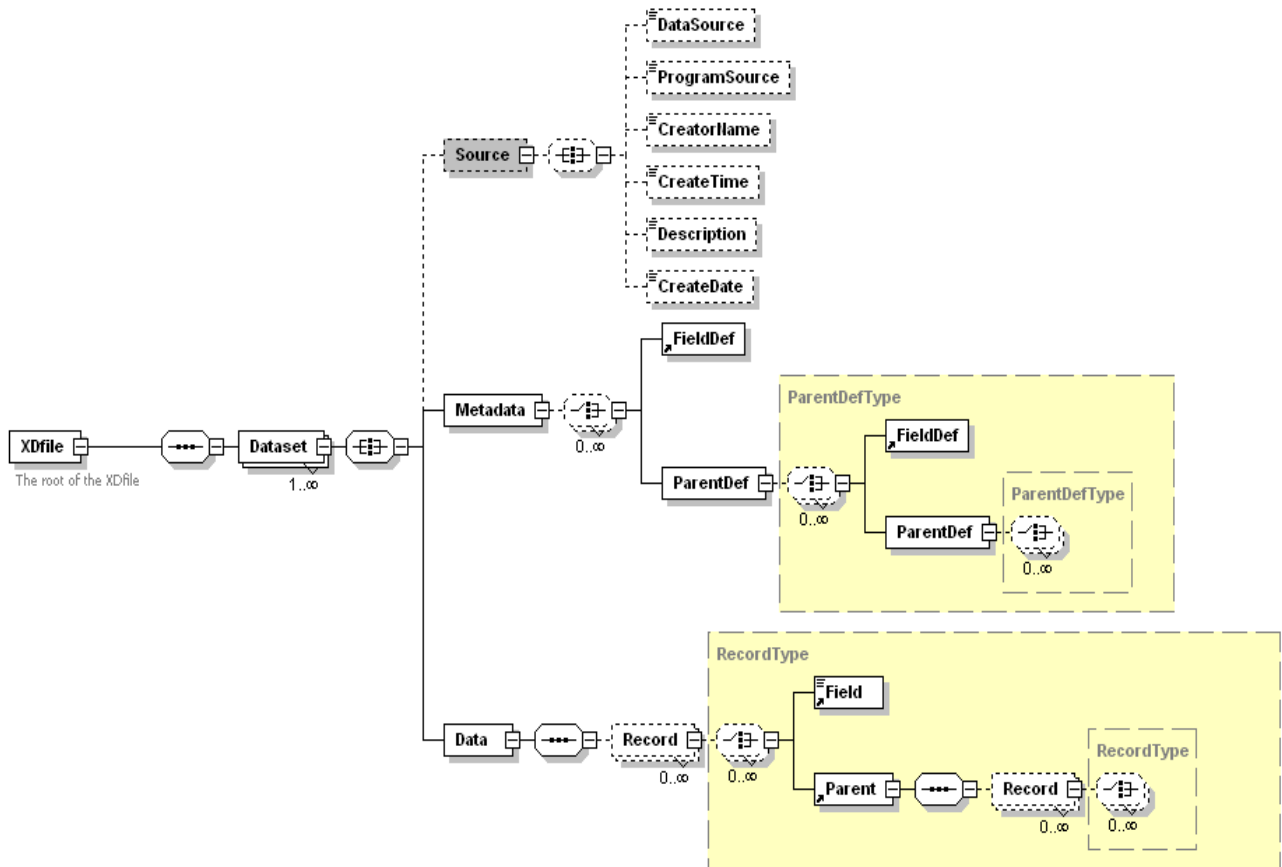 DataSource
ProgramSource
CreatorName
Source
CreateTime
Description
CreateDate
FieldDef
ParentDefType
Metadata
0..∞
FieldDef
XDfile
Dataset
The root of the XDfile
1..∞
ParentDef
0..∞
ParentDefType
ParentDef
0..∞
RecordType
Field
Data
Record
0..∞
0..∞
RecordType
Parent
Record
0..∞
0..∞